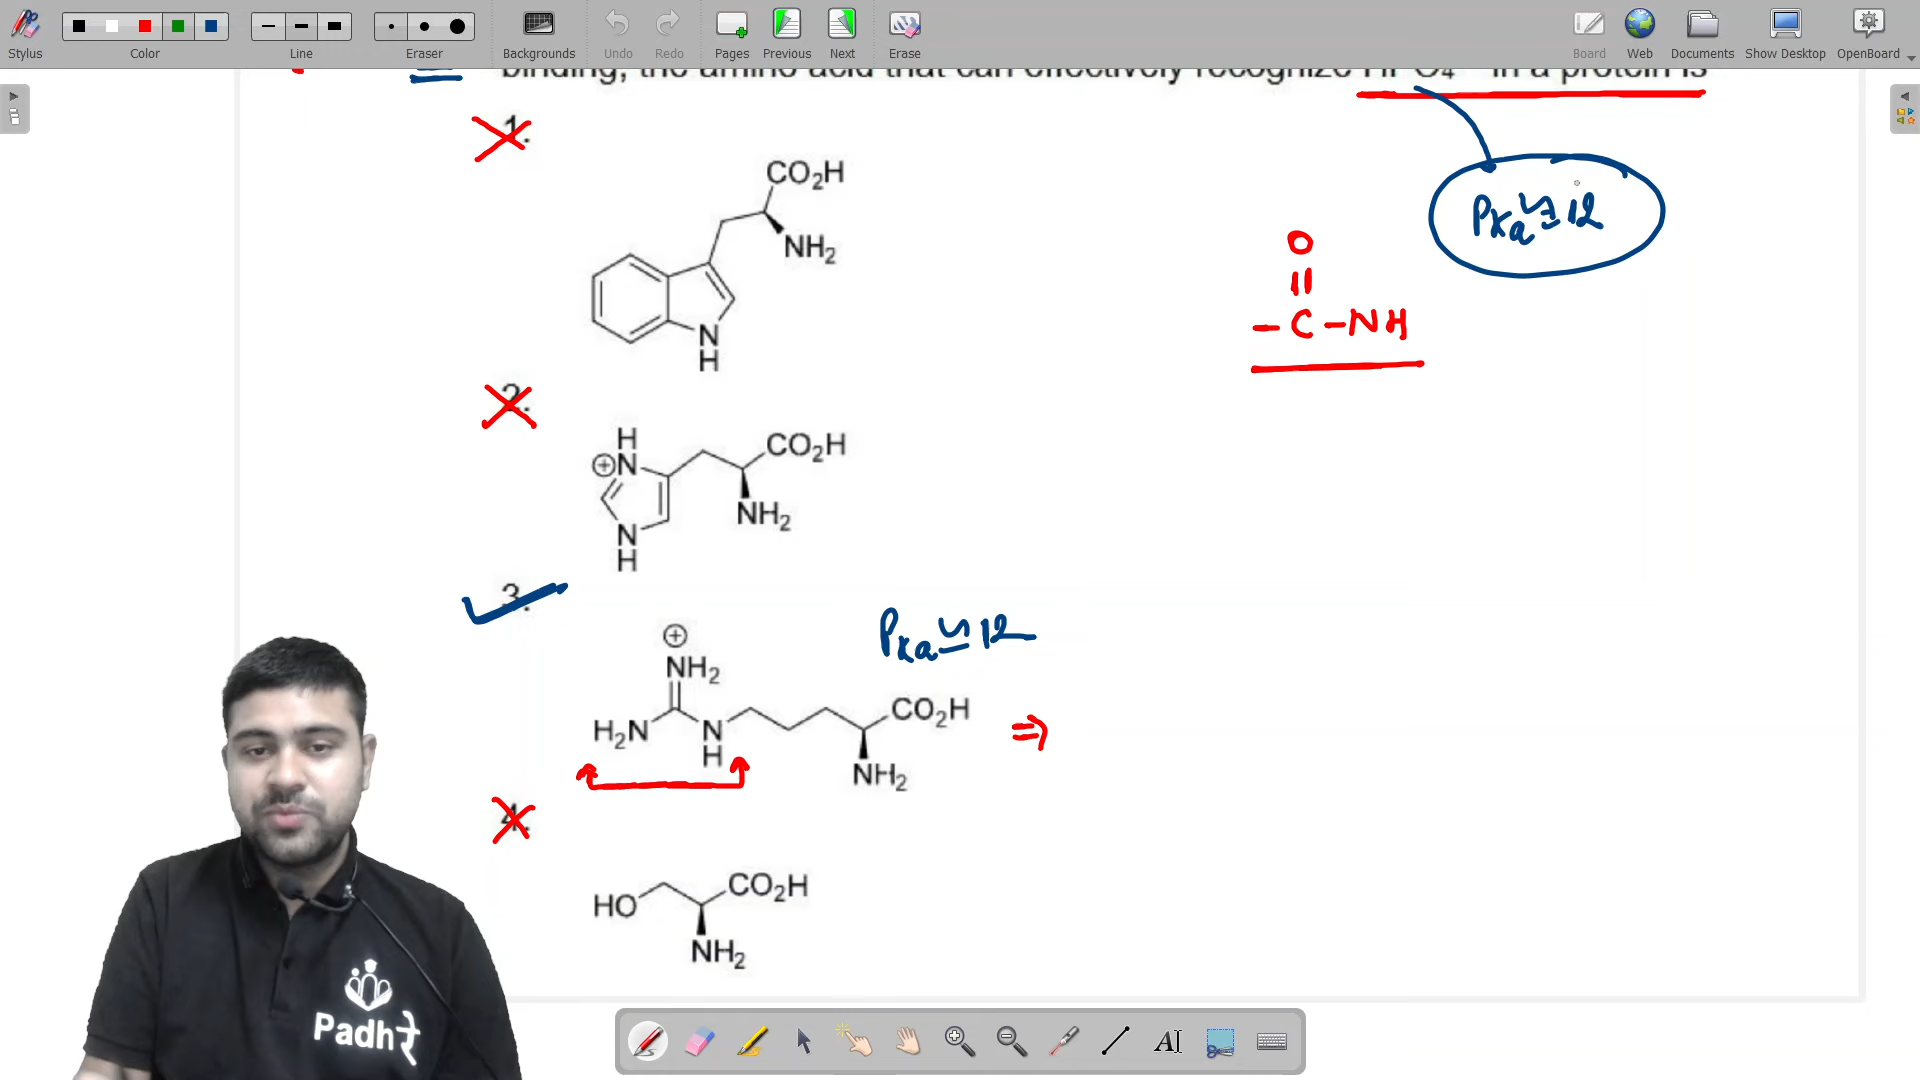 Stylus
Color
Line
Eraser
Backgrounds
Undo
Redo
Pages
Previous
Next
Erase
Board
Web
Documents
Show Desktop
OpenBoard
binding, the amino acid that can effectively recognize HPO₄²⁻ in a protein is
1.
CO₂H
NH₂
N
H
PKa ≃ 12
O
-C-NH
2.
H
⊕N
CO₂H
NH₂
N
H
3.
PKa ≃ 12
⊕
NH₂
H₂N
N
H
CO₂H
NH₂
⇒
4.
HO
CO₂H
NH₂
Padhरे
A